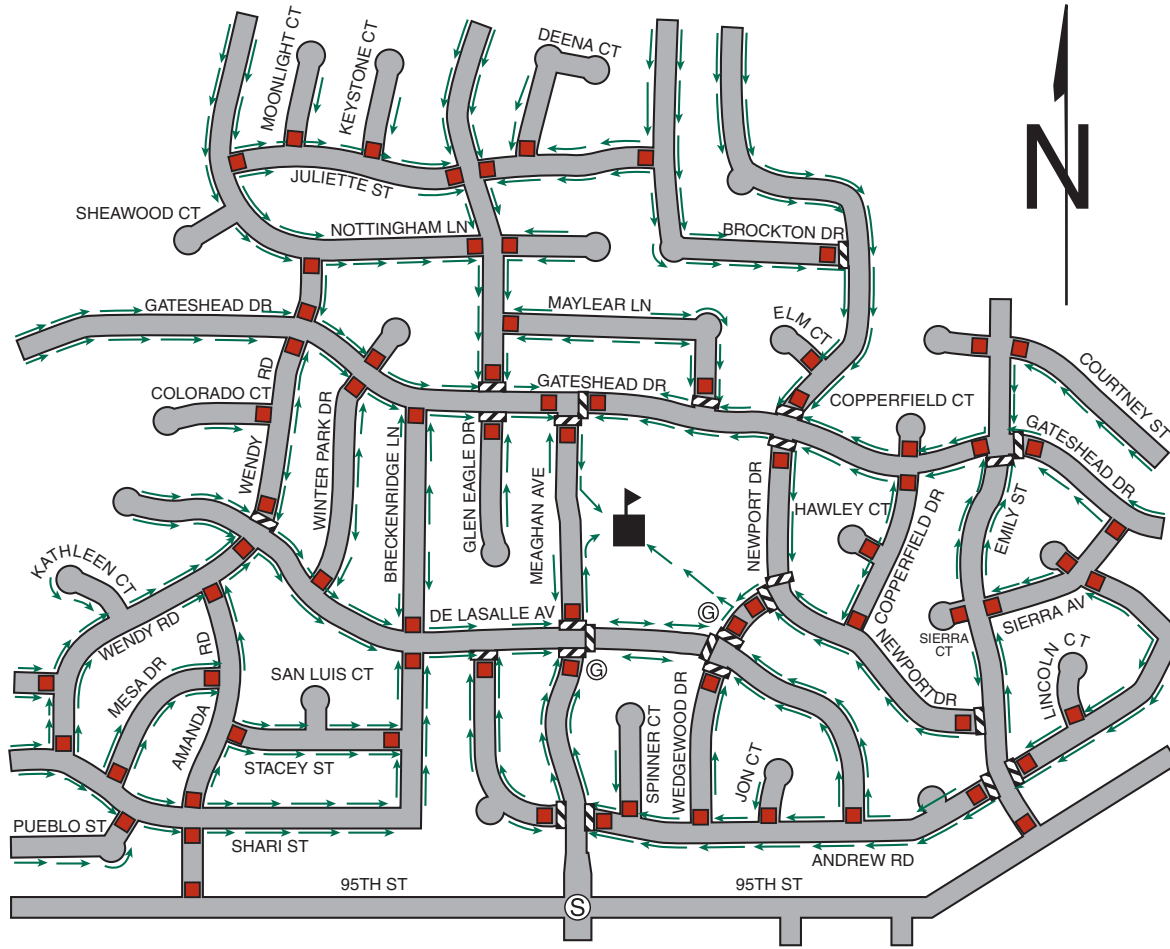 MOONLIGHT CT
KEYSTONE CT
DEENA CT
JULIETTE ST
SHEAWOOD CT
NOTTINGHAM LN
BROCKTON DR
N
GATESHEAD DR
MAYLEAR LN
ELM CT
COURTNEY ST
COLORADO CT
WENDY RD
WINTER PARK DR
BRECKENRIDGE LN
GATESHEAD DR
COPPERFIELD CT
GATESHEAD DR
GLEN EAGLE DR
MEAGHAN AVE
NEWPORT DR
HAWLEY CT
COPPERFIELD DR
EMILY ST
KATHLEEN CT
WENDY RD
DE LASALLE AV
G
SIERRA
CT
SIERRA AV
NEWPORT DR
LINCOLN CT
MESA DR
AMANDA RD
SAN LUIS CT
G
SPINNER CT
WEDGEWOOD DR
JON CT
STACEY ST
PUEBLO ST
SHARI ST
ANDREW RD
95TH ST
95TH ST
S